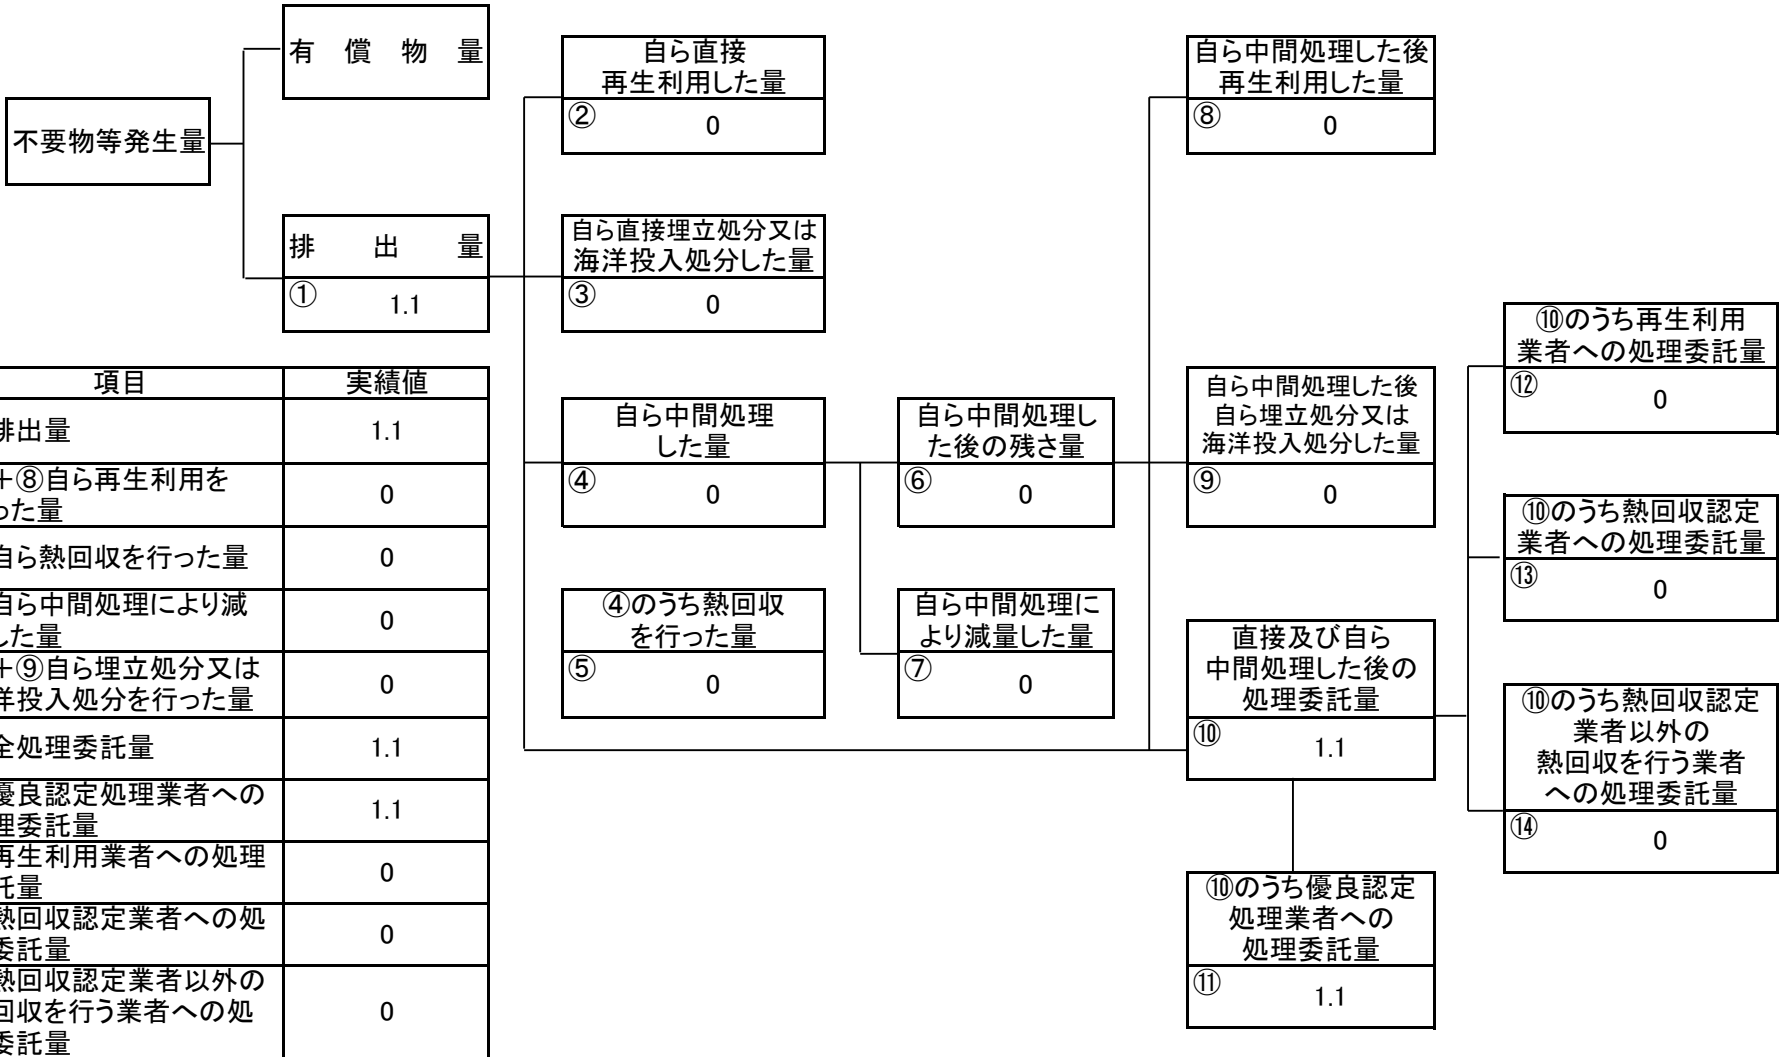 有償物量
不要物等発生量
排出量
① 1.1
自ら直接
再生利用した量
② 0
自ら直接埋立処分又は
海洋投入処分した量
③ 0
自ら中間処理
した量
④ 0
④のうち熱回収
を行った量
⑤ 0
自ら中間処理し
た後の残さ量
⑥ 0
自ら中間処理に
より減量した量
⑦ 0
自ら中間処理した後
再生利用した量
⑧ 0
自ら中間処理した後
自ら埋立処分又は
海洋投入処分した量
⑨ 0
直接及び自ら
中間処理した後の
処理委託量
⑩ 1.1
⑩のうち優良認定
処理業者への
処理委託量
⑪ 1.1
⑩のうち再生利用
業者への処理委託量
⑫ 0
⑩のうち熱回収認定
業者への処理委託量
⑬ 0
⑩のうち熱回収認定
業者以外の
熱回収を行う業者
への処理委託量
⑭ 0
項目 実績値
排出量 1.1
+⑧自ら再生利用を
った量 0
自ら熱回収を行った量 0
自ら中間処理により減
した量 0
+⑨自ら埋立処分又は
洋投入処分を行った量 0
全処理委託量 1.1
優良認定処理業者への
理委託量 1.1
再生利用業者への処理
託量 0
熱回収認定業者への処
委託量 0
熱回収認定業者以外の
回収を行う業者への処
委託量 0